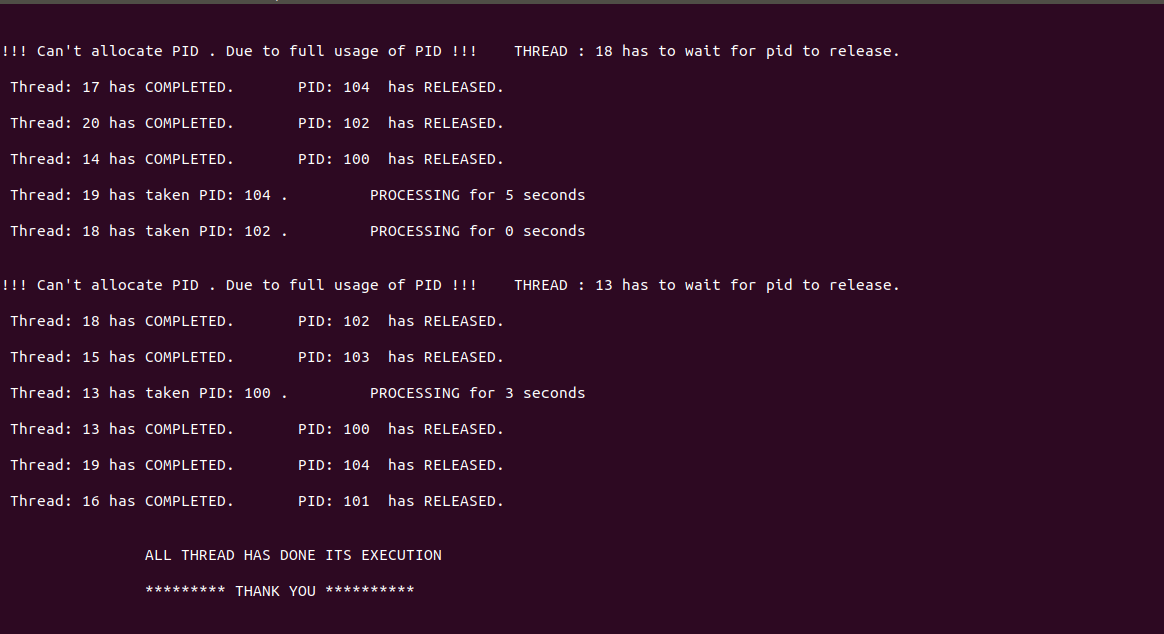 !!! Can't allocate PID . Due to full usage of PID !!!    THREAD : 18 has to wait for pid to release.
Thread: 17 has COMPLETED.       PID: 104  has RELEASED.
Thread: 20 has COMPLETED.       PID: 102  has RELEASED.
Thread: 14 has COMPLETED.       PID: 100  has RELEASED.
Thread: 19 has taken PID: 104 .         PROCESSING for 5 seconds
Thread: 18 has taken PID: 102 .         PROCESSING for 0 seconds
!!! Can't allocate PID . Due to full usage of PID !!!    THREAD : 13 has to wait for pid to release.
Thread: 18 has COMPLETED.       PID: 102  has RELEASED.
Thread: 15 has COMPLETED.       PID: 103  has RELEASED.
Thread: 13 has taken PID: 100 .         PROCESSING for 3 seconds
Thread: 13 has COMPLETED.       PID: 100  has RELEASED.
Thread: 19 has COMPLETED.       PID: 104  has RELEASED.
Thread: 16 has COMPLETED.       PID: 101  has RELEASED.
ALL THREAD HAS DONE ITS EXECUTION
********* THANK YOU **********